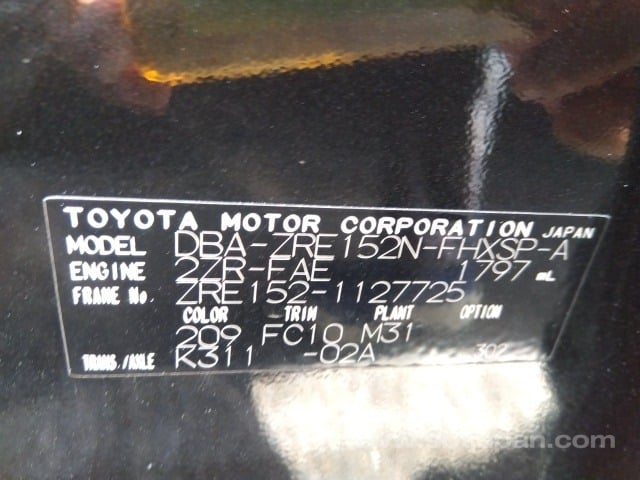 TOYOTA MOTOR CORPORATION JAPAN
MODEL DBA-ZRE152N-FHXSP-A
ENGINE 2ZR-FAE 1797 mL
FRAME No. ZRE152-1127725
COLOR TRIM PLANT OPTION
209 FC10 M31
TRANS./AXLE K311 -02A 302